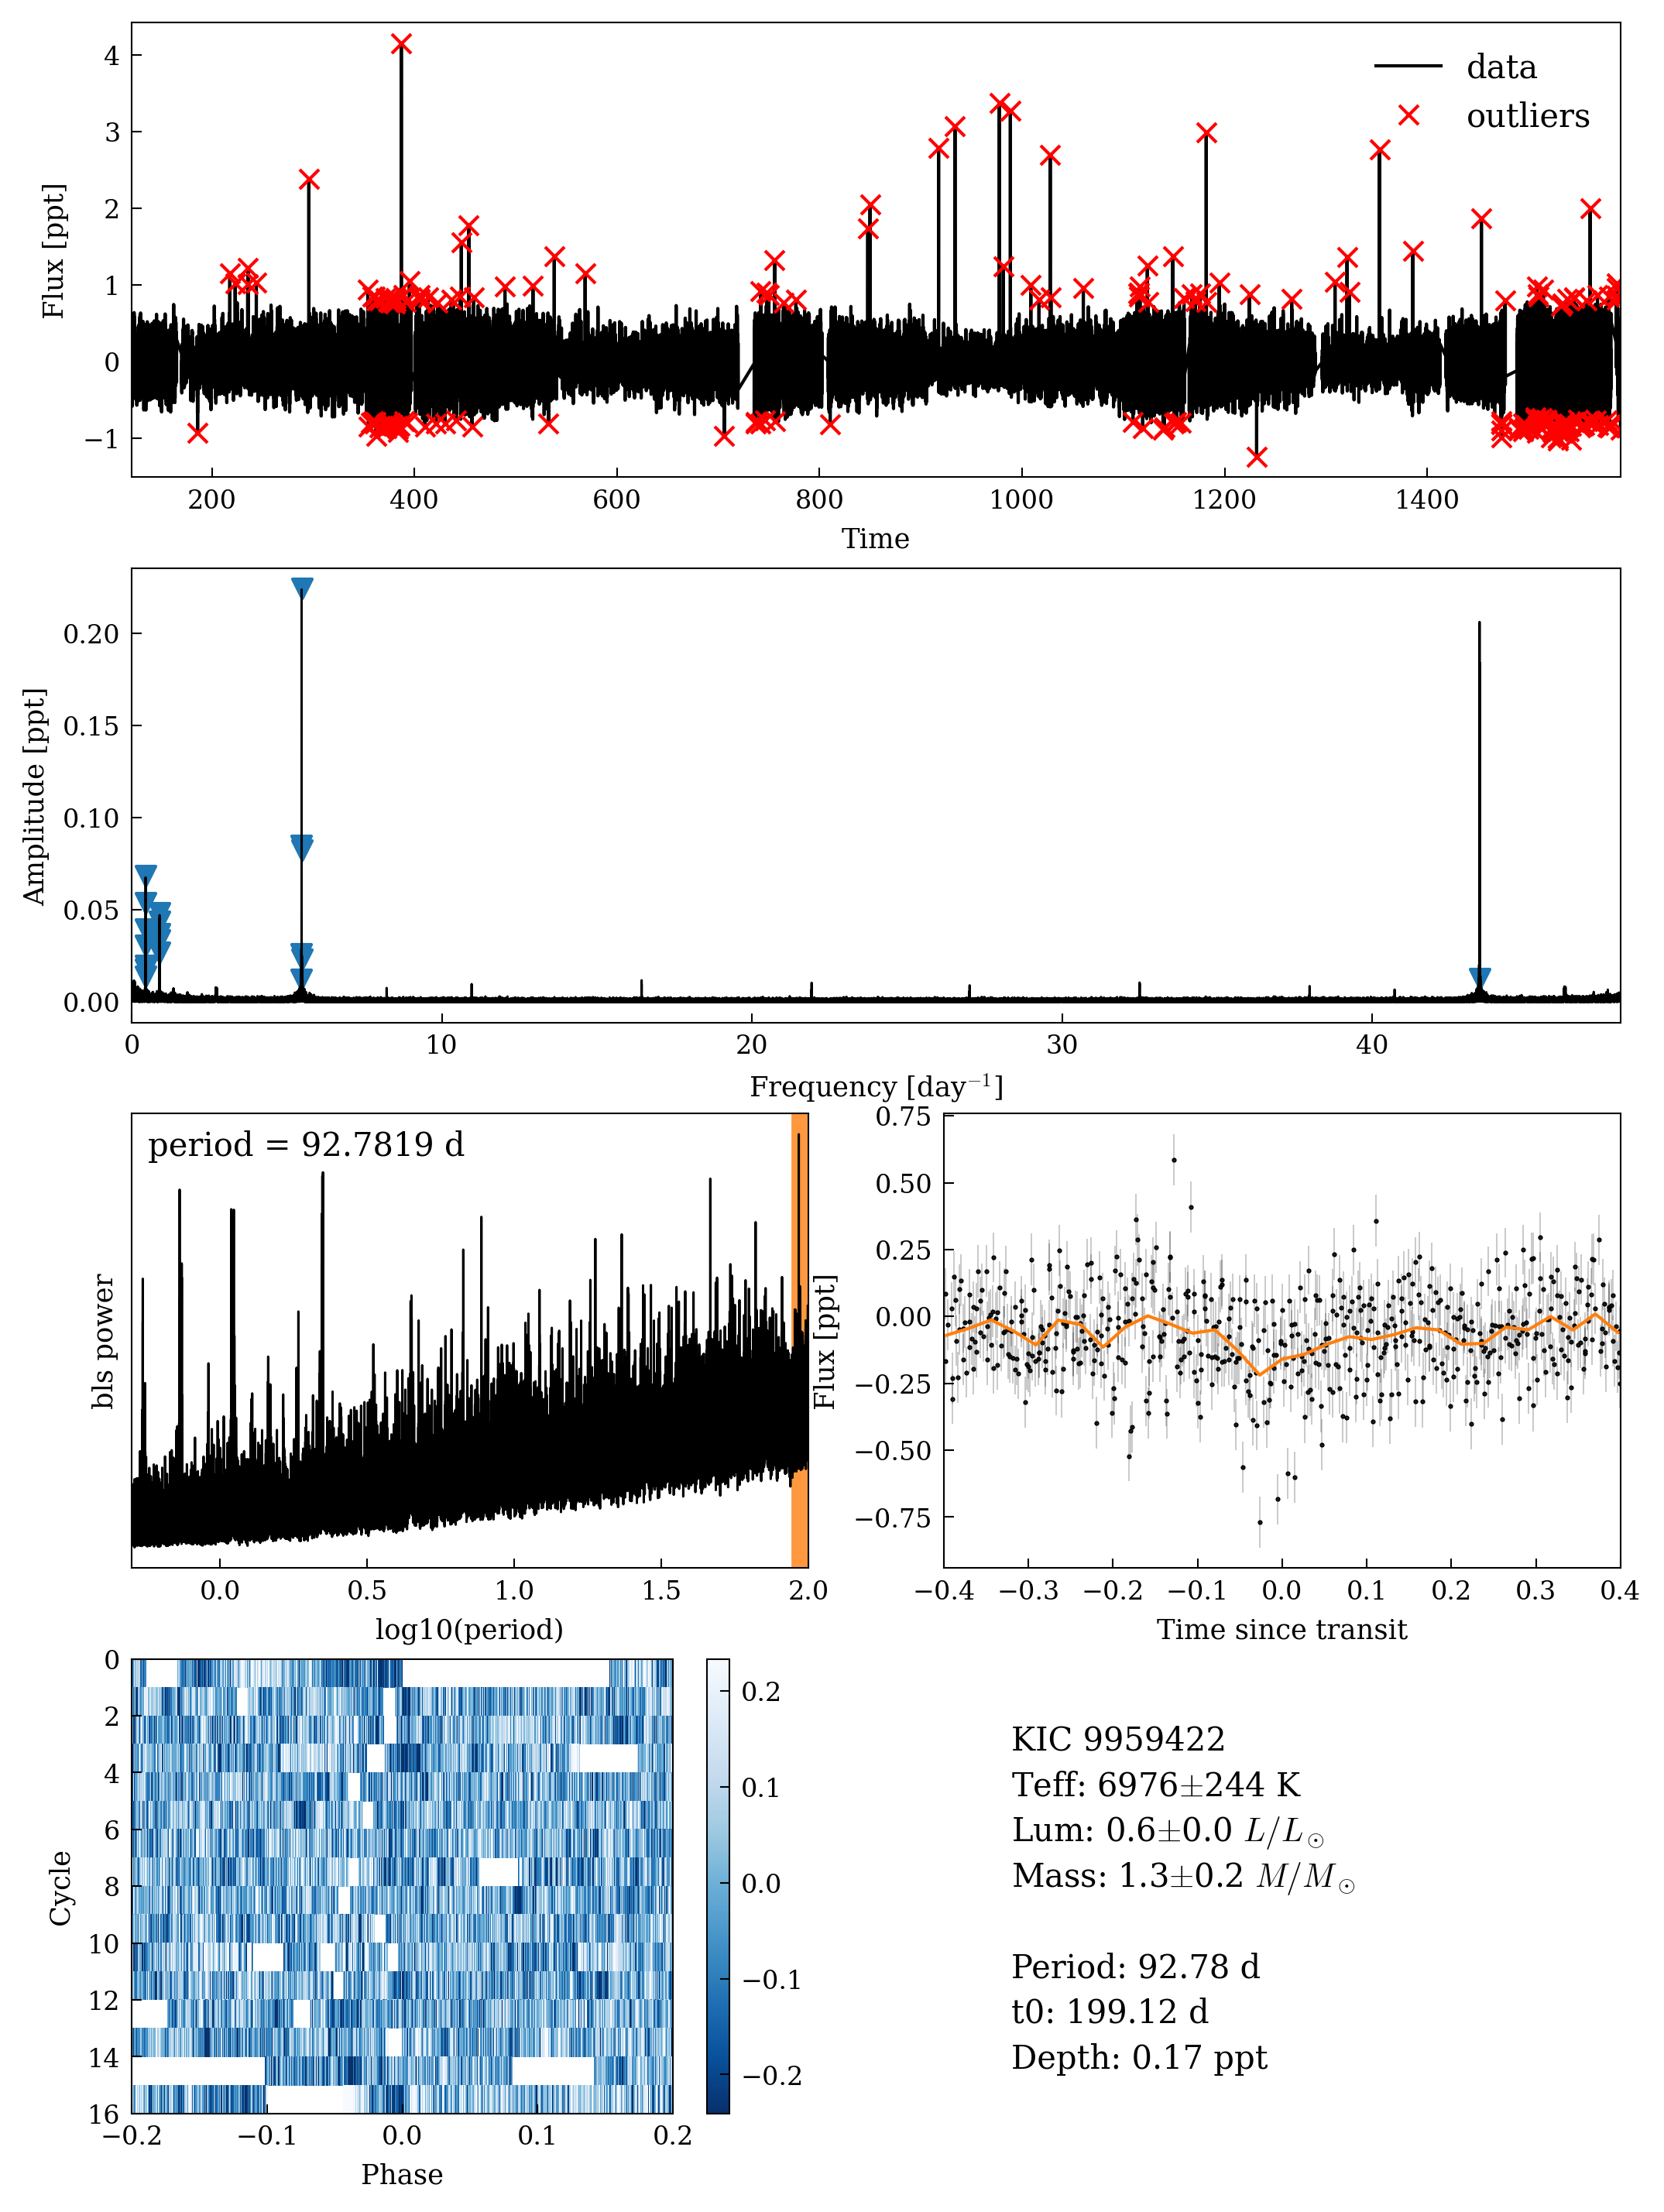 Flux [ppt]
4
3
2
1
0
−1
data
outliers
200 400 600 800 1000 1200 1400
Time
Amplitude [ppt]
0.20
0.15
0.10
0.05
0.00
0 10 20 30 40
Frequency [day⁻¹]
period = 92.7819 d
bls power
0.0 0.5 1.0 1.5 2.0
log10(period)
Flux [ppt]
0.75
0.50
0.25
0.00
−0.25
−0.50
−0.75
−0.4 −0.3 −0.2 −0.1 0.0 0.1 0.2 0.3 0.4
Time since transit
Cycle
0
2
4
6
8
10
12
14
16
−0.2 −0.1 0.0 0.1 0.2
Phase
0.2
0.1
0.0
−0.1
−0.2
KIC 9959422
Teff: 6976±244 K
Lum: 0.6±0.0 L/L☉
Mass: 1.3±0.2 M/M☉
Period: 92.78 d
t0: 199.12 d
Depth: 0.17 ppt